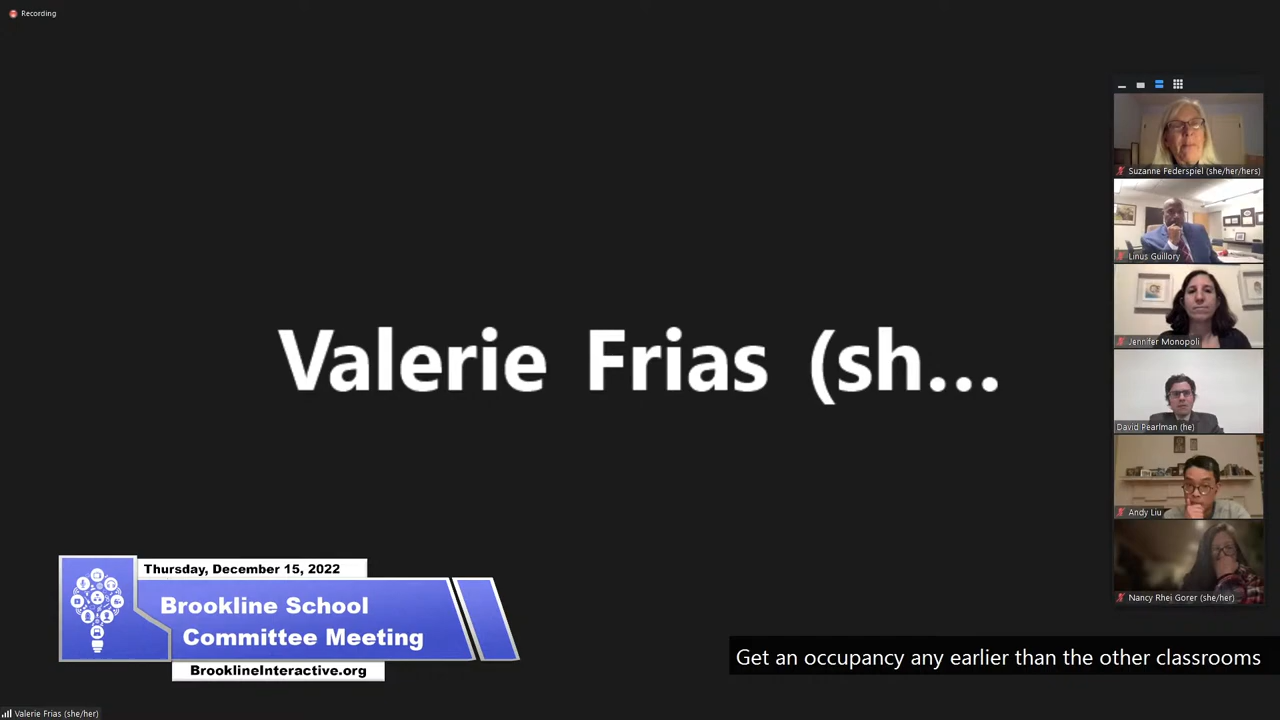 Recording
Suzanne Federspiel (she/her/hers)
Linus Guillory
Jennifer Monopoli
David Pearlman (he)
Andy Liu
Nancy Rhei Gorer (she/her)
Valerie Frias (sh...
Thursday, December 15, 2022
Brookline School
Committee Meeting
BrooklineInteractive.org
Get an occupancy any earlier than the other classrooms
Valerie Frias (she/her)